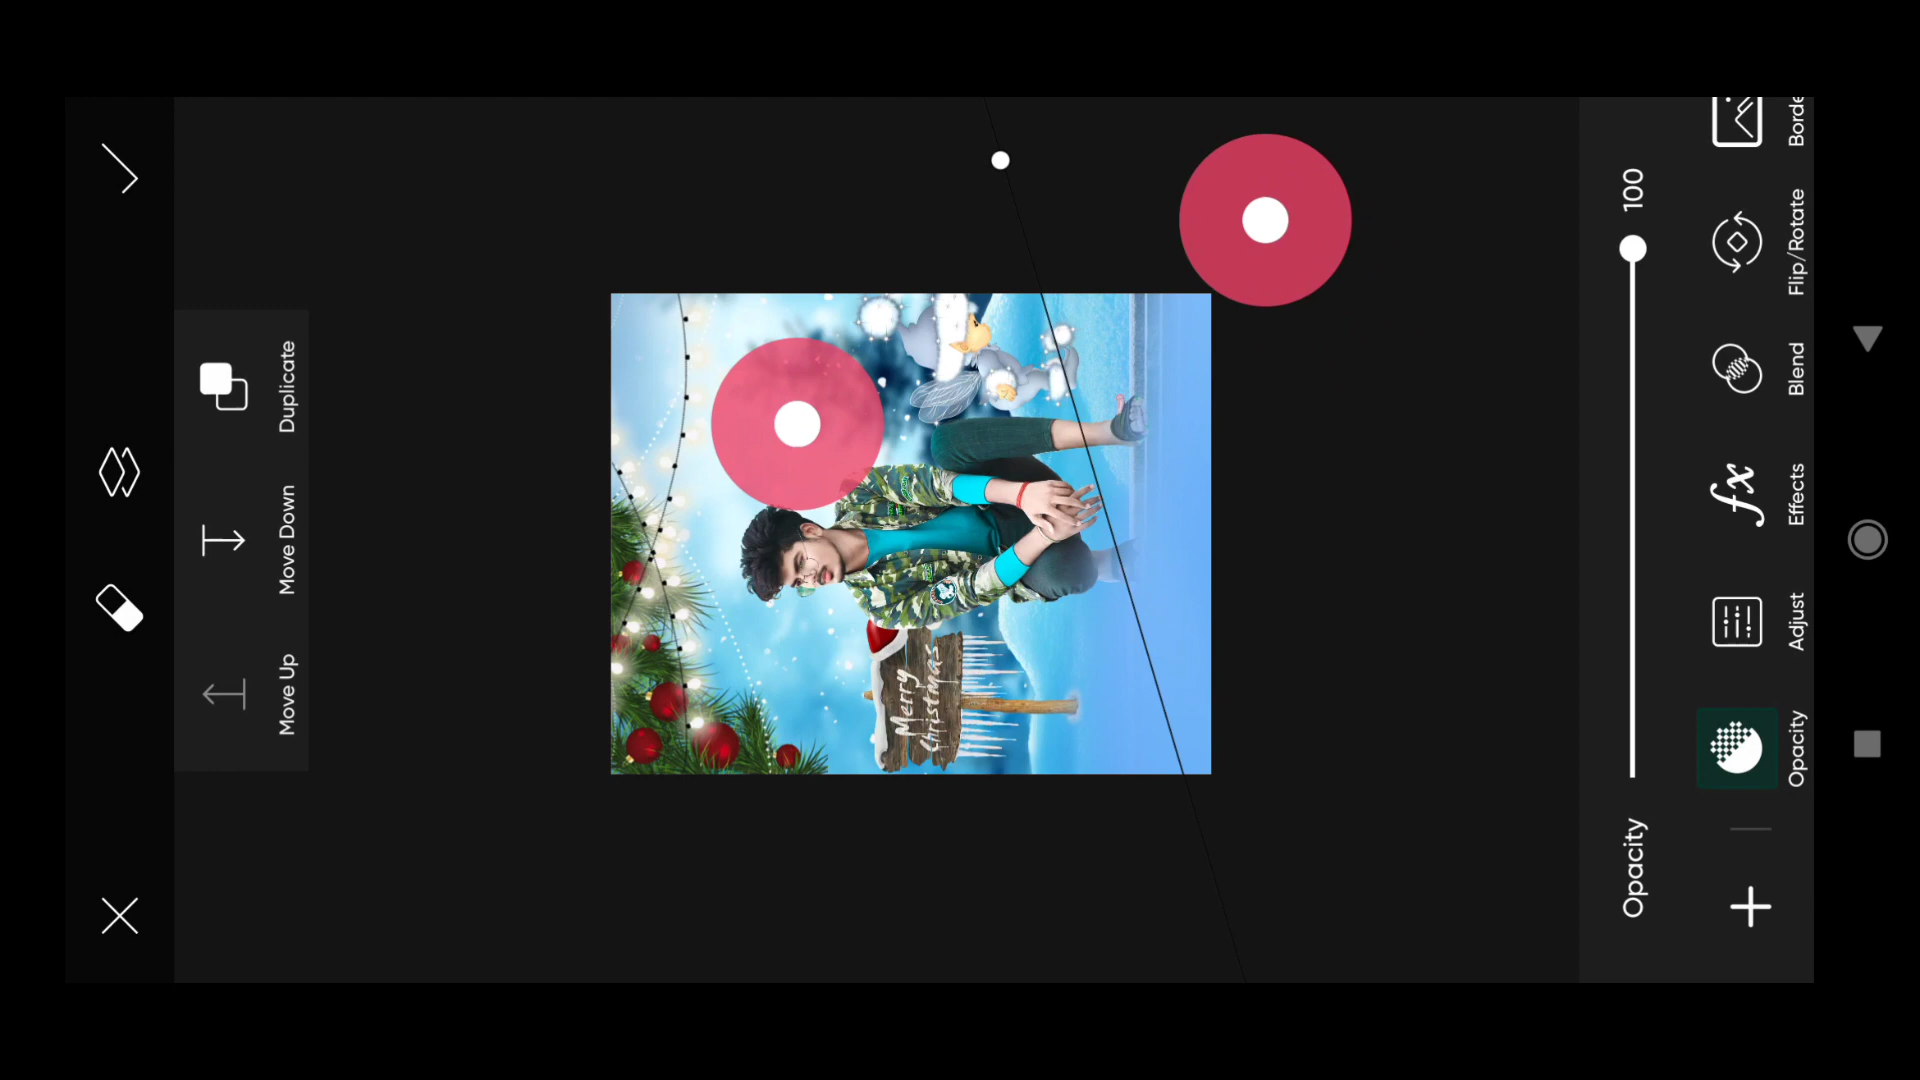 Move Up
Move Down
Duplicate
Merry
Christmas
Opacity 100
Opacity
Adjust
Effects
Blend
Flip/Rotate
Borde